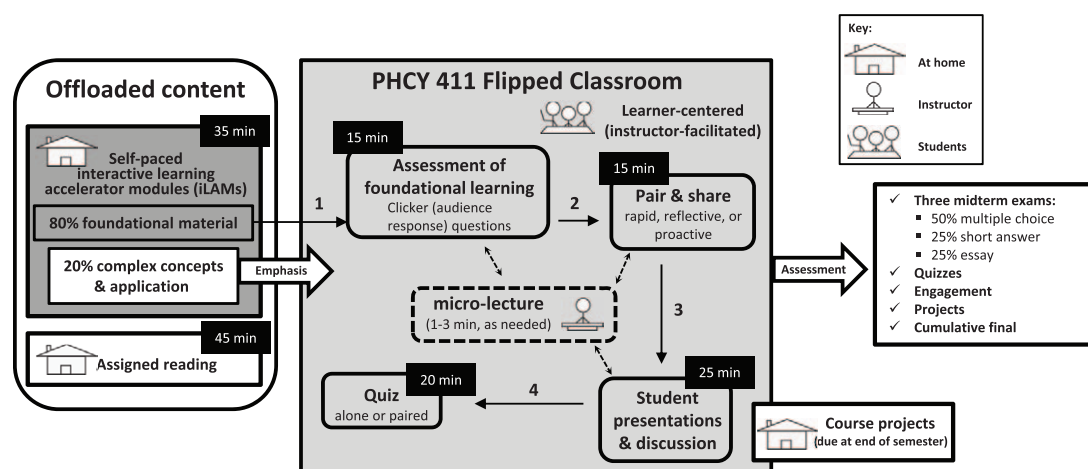 Offloaded content
35 min
Self-paced
interactive learning
accelerator modules (iLAMs)
80% foundational material
20% complex concepts
& application
45 min
Assigned reading
1
Emphasis
PHCY 411 Flipped Classroom
Learner-centered
(instructor-facilitated)
15 min
Assessment of
foundational learning
Clicker (audience
response) questions
2
15 min
Pair & share
rapid, reflective, or
proactive
micro-lecture
(1-3 min, as needed)
3
25 min
Student
presentations
& discussion
4
20 min
Quiz
alone or paired
Course projects
(due at end of semester)
Assessment
Key:
At home
Instructor
Students
✓ Three midterm exams:
▪ 50% multiple choice
▪ 25% short answer
▪ 25% essay
✓ Quizzes
✓ Engagement
✓ Projects
✓ Cumulative final